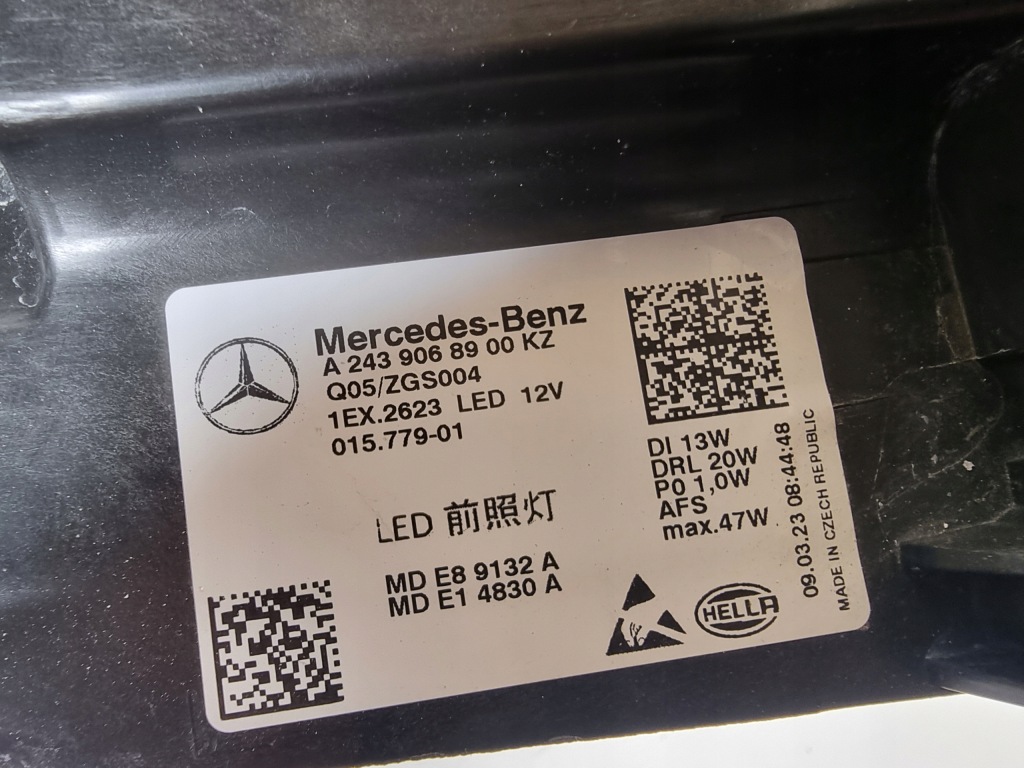 Mercedes-Benz
A 243 906 89 00 KZ
Q05/ZGS004
1EX.2623 LED 12V
015.779-01
LED 前照灯
MD E8 9132 A
MD E1 4830 A
DI 13W
DRL 20W
PO 1,0W
AFS
max.47W
HELLA
09.03.23 08:44:48
MADE IN CZECH REPUBLIC